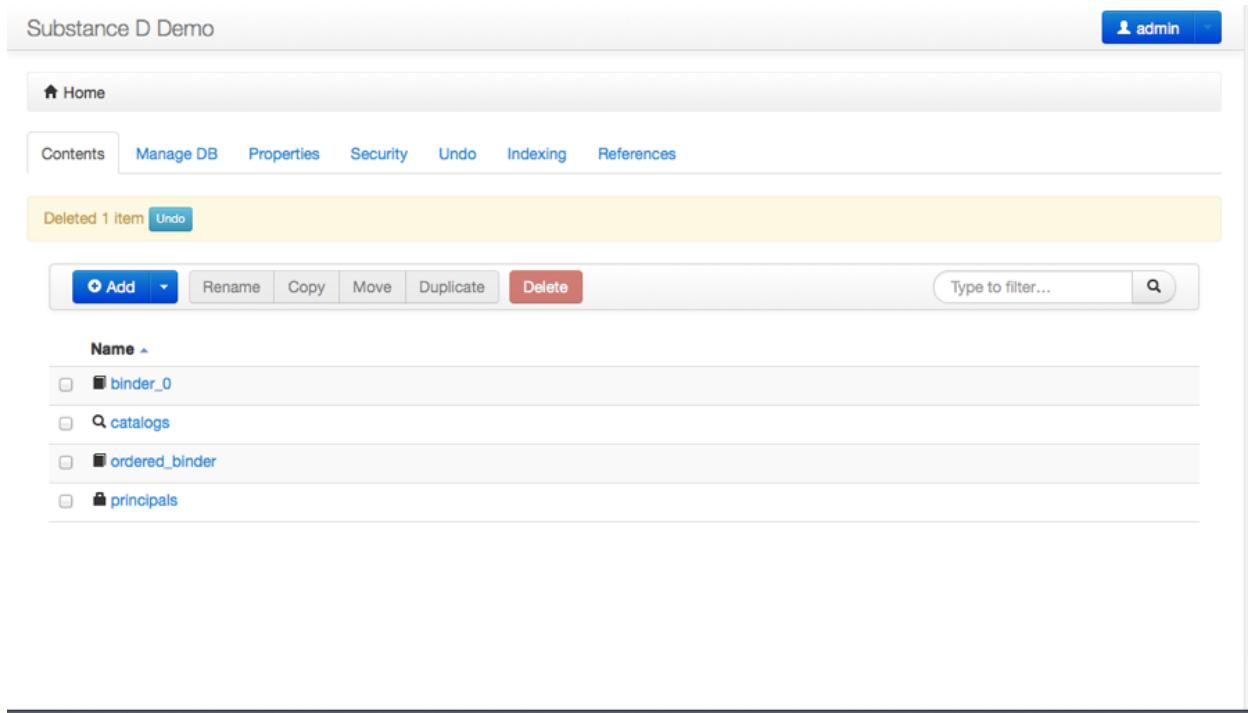 Substance D Demo admin
Home
Contents Manage DB Properties Security Undo Indexing References
Deleted 1 item Undo
Add Rename Copy Move Duplicate Delete Type to filter...
Name
binder_0
catalogs
ordered_binder
principals